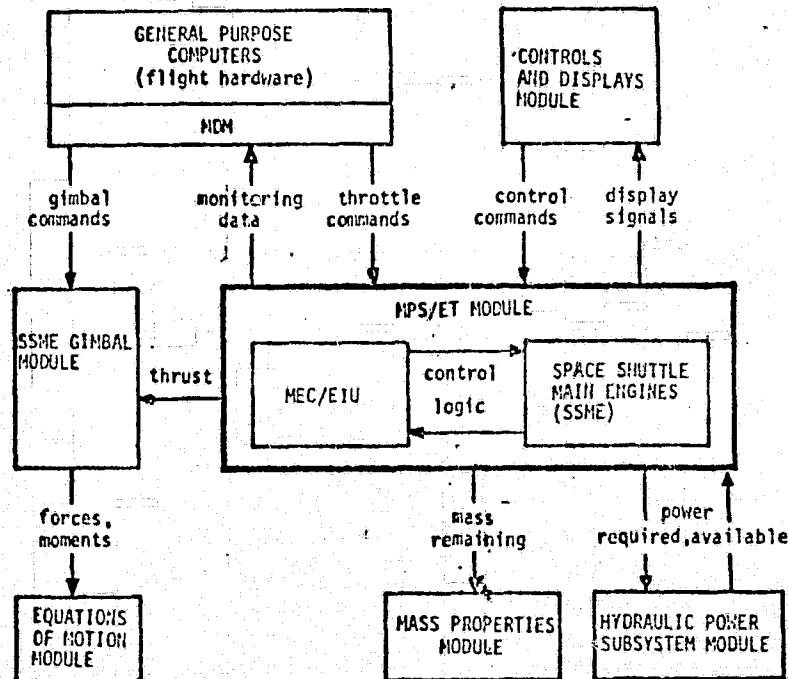 GENERAL PURPOSE
COMPUTERS
(flight hardware)
MDM
CONTROLS
AND DISPLAYS
MODULE
gimbal
commands
monitoring
data
throttle
commands
control
commands
display
signals
SSME GIMBAL
MODULE
thrust
MPS/ET MODULE
MEC/EIU
control
logic
SPACE SHUTTLE
MAIN ENGINES
(SSME)
forces,
moments
mass
remaining
power
required,available
EQUATIONS
OF MOTION
MODULE
MASS PROPERTIES
MODULE
HYDRAULIC POWER
SUBSYSTEM MODULE